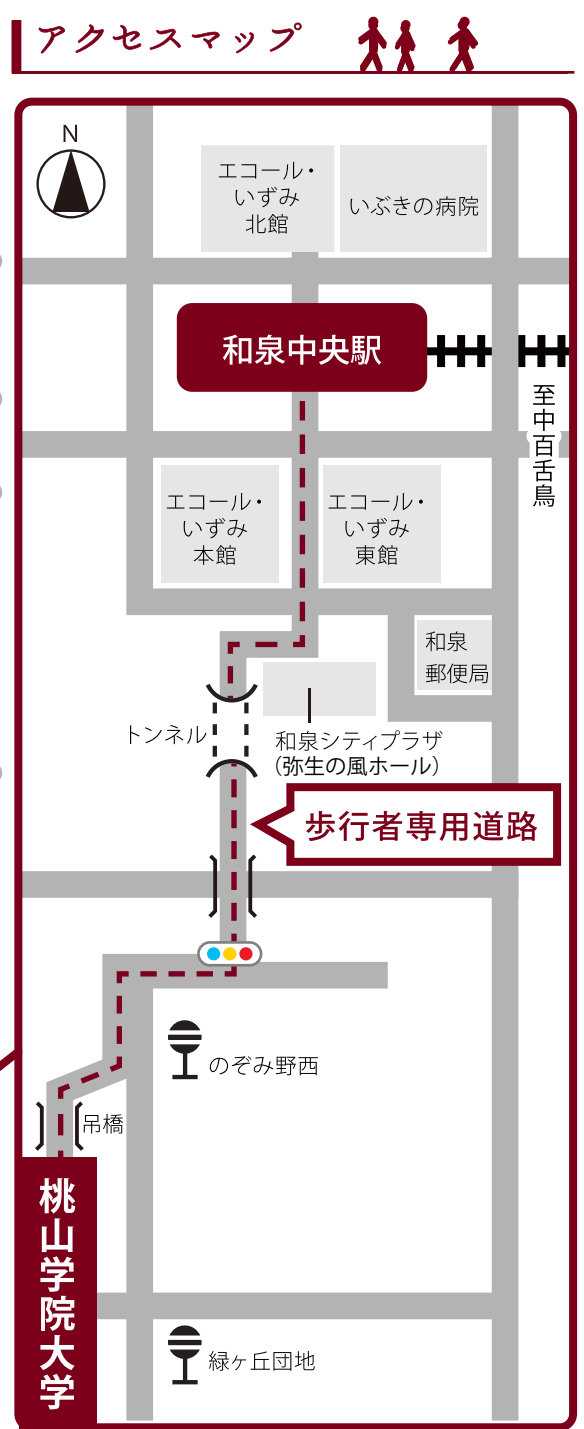 アクセスマップ
N
エコール・
いずみ
北館
いぶきの病院
和泉中央駅
至中百舌鳥
エコール・
いずみ
本館
エコール・
いずみ
東館
和泉
郵便局
トンネル
和泉シティプラザ
(弥生の風ホール)
歩行者専用道路
のぞみ野西
吊橋
桃山学院大学
緑ヶ丘団地